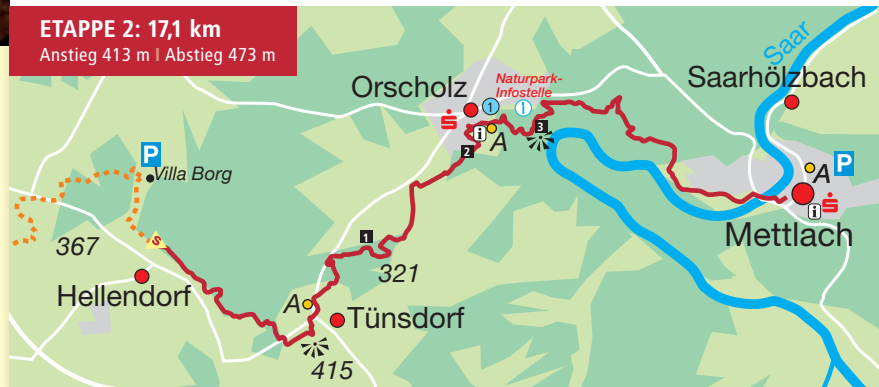 ETAPPE 2: 17,1 km
Anstieg 413 m | Abstieg 473 m
Saar
Orscholz
Naturpark-
Infostelle
Saarhölzbach
1
S
i
i
A
3
2
P
Villa Borg
A
P
S
i
Mettlach
367
S
1
321
Hellendorf
A
Tünsdorf
415